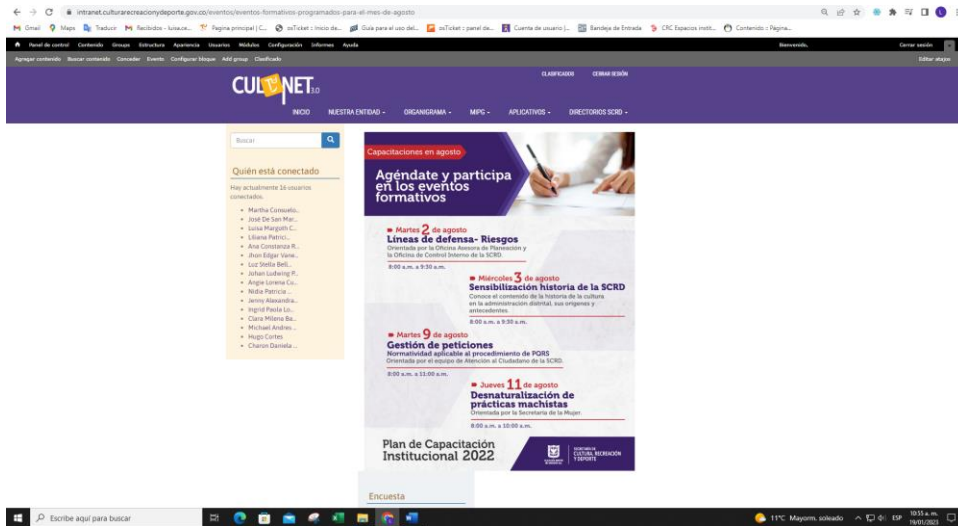 intranet.culturarecreacionydeporte.gov.co/eventos/eventos-formativos-programados-para-el-mes-de-agosto
Gmail Maps Traducir Recibidos - luisa.ce... Pagina principal | C... osTicket :: Inicio de... Guía para el uso del... osTicket :: panel de... Cuenta de usuario |... Bandeja de Entrada CRC Espacios instit... Contenido :: Página...
Panel de control Contenido Groups Estructura Apariencia Usuarios Módulos Configuración Informes Ayuda Bienvenido, Cerrar sesión
Agregar contenido Buscar contenido Conceder Evento Configurar bloque Add group Clasificado Editar atajos
CLASIFICADOS CERRAR SESIÓN
CULTUNET 3.0
INICIO NUESTRA ENTIDAD ORGANIGRAMA MIPG APLICATIVOS DIRECTORIOS SCRD
Buscar
Quién está conectado
Hay actualmente 16 usuarios
conectados.
Martha Consuelo...
José De San Mar...
Luisa Margoth C...
Liliana Patrici...
Ana Constanza R...
Jhon Edgar Vane...
Luz Stella Bell...
Johan Ludwing P...
Angie Lorena Cu...
Nidia Patricia ...
Jenny Alexandra...
Ingrid Paola Lo...
Clara Milena Ba...
Michael Andres ...
Hugo Cortes
Charon Daniela ...
Capacitaciones en agosto
Agéndate y participa
en los eventos
formativos
Martes 2 de agosto
Líneas de defensa- Riesgos
Orientada por la Oficina Asesora de Planeación y
la Oficina de Control Interno de la SCRD.
8:00 a.m. a 9:30 a.m.
Miércoles 3 de agosto
Sensibilización historia de la SCRD
Conoce el contenido de la historia de la cultura
en la administración distrital, sus orígenes y
antecedentes.
8:00 a.m. a 9:30 a.m.
Martes 9 de agosto
Gestión de peticiones
Normatividad aplicable al procedimiento de PQRS
Orientada por el equipo de Atención al Ciudadano de la SCRD.
8:00 a.m. a 11:00 a.m.
Jueves 11 de agosto
Desnaturalización de
prácticas machistas
Orientada por la Secretaría de la Mujer.
8:00 a.m. a 10:00 a.m.
Plan de Capacitación
Institucional 2022
SECRETARÍA DE
CULTURA, RECREACIÓN
Y DEPORTE
Encuesta
Escribe aquí para buscar
11°C Mayorm. soleado ESP 10:55 a.m.
19/01/2023